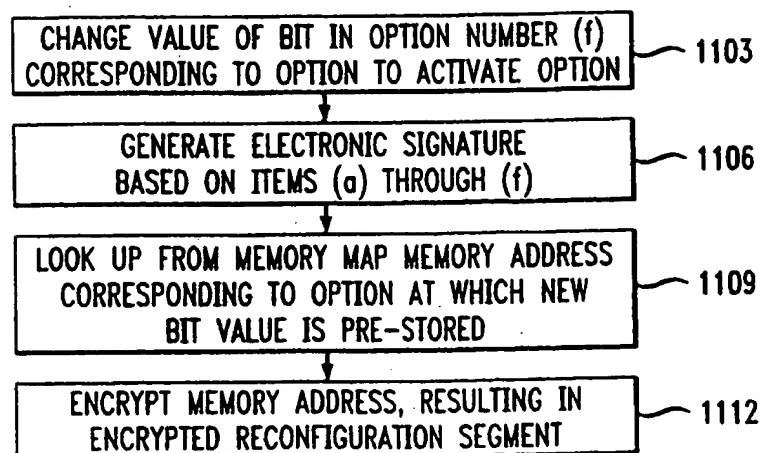 CHANGE VALUE OF BIT IN OPTION NUMBER (f)
CORRESPONDING TO OPTION TO ACTIVATE OPTION
1103
GENERATE ELECTRONIC SIGNATURE
BASED ON ITEMS (a) THROUGH (f)
1106
LOOK UP FROM MEMORY MAP MEMORY ADDRESS
CORRESPONDING TO OPTION AT WHICH NEW
BIT VALUE IS PRE-STORED
1109
ENCRYPT MEMORY ADDRESS, RESULTING IN
ENCRYPTED RECONFIGURATION SEGMENT
1112